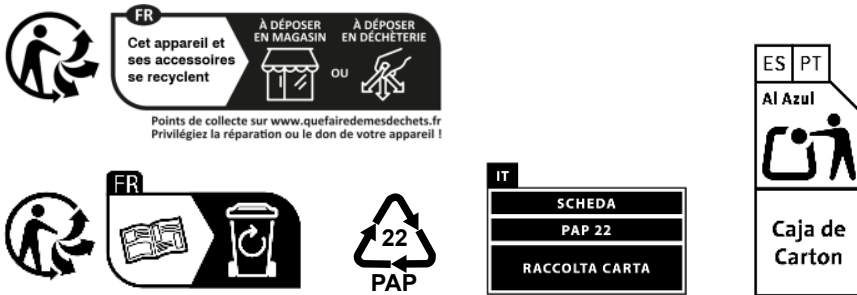 FR
Cet appareil et
ses accessoires
se recyclent
À DÉPOSER
EN MAGASIN
OU
À DÉPOSER
EN DÉCHÈTERIE
Points de collecte sur www.quefairedemesdechets.fr
Privilégiez la réparation ou le don de votre appareil !
ES PT
Al Azul
Caja de
Carton
FR
22
PAP
IT
SCHEDA
PAP 22
RACCOLTA CARTA